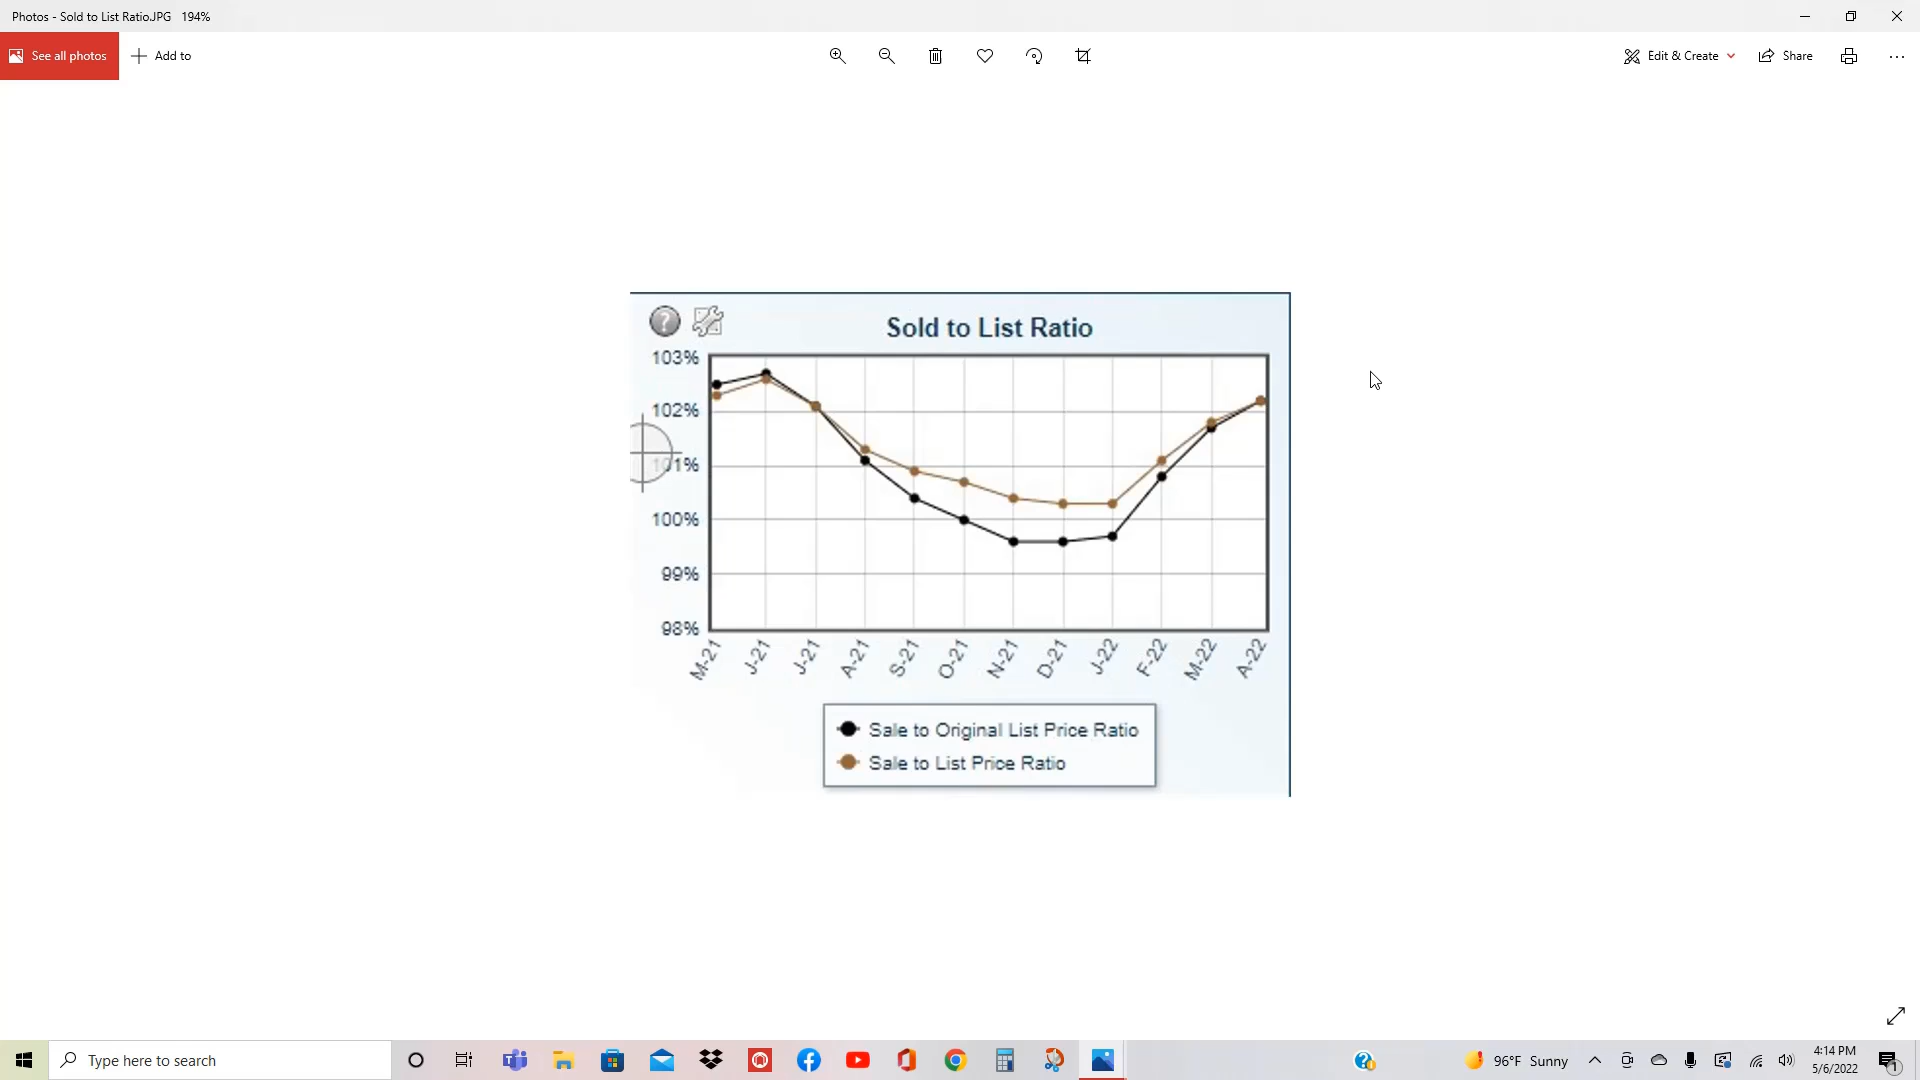 Photos - Sold to List Ratio.JPG 194%
See all photos
Add to
Edit & Create
Share
?
Sold to List Ratio
103%
102%
101%
100%
99%
98%
M-21 J-21 J-21 A-21 S-21 O-21 N-21 D-21 J-22 F-22 M-22 A-22
Sale to Original List Price Ratio
Sale to List Price Ratio
Type here to search
96°F Sunny
4:14 PM
5/6/2022
1